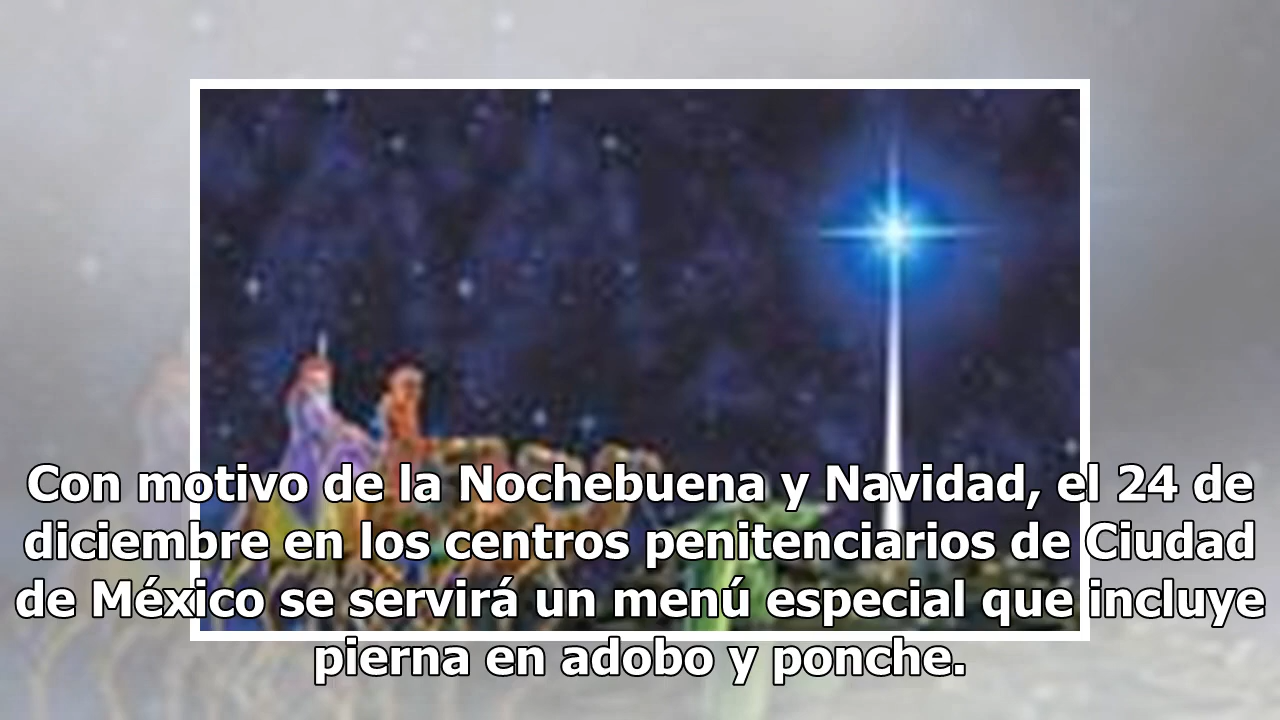 Con motivo de la Nochebuena y Navidad, el 24 de
diciembre en los centros penitenciarios de Ciudad
de México se servirá un menú especial que incluye
pierna en adobo y ponche.